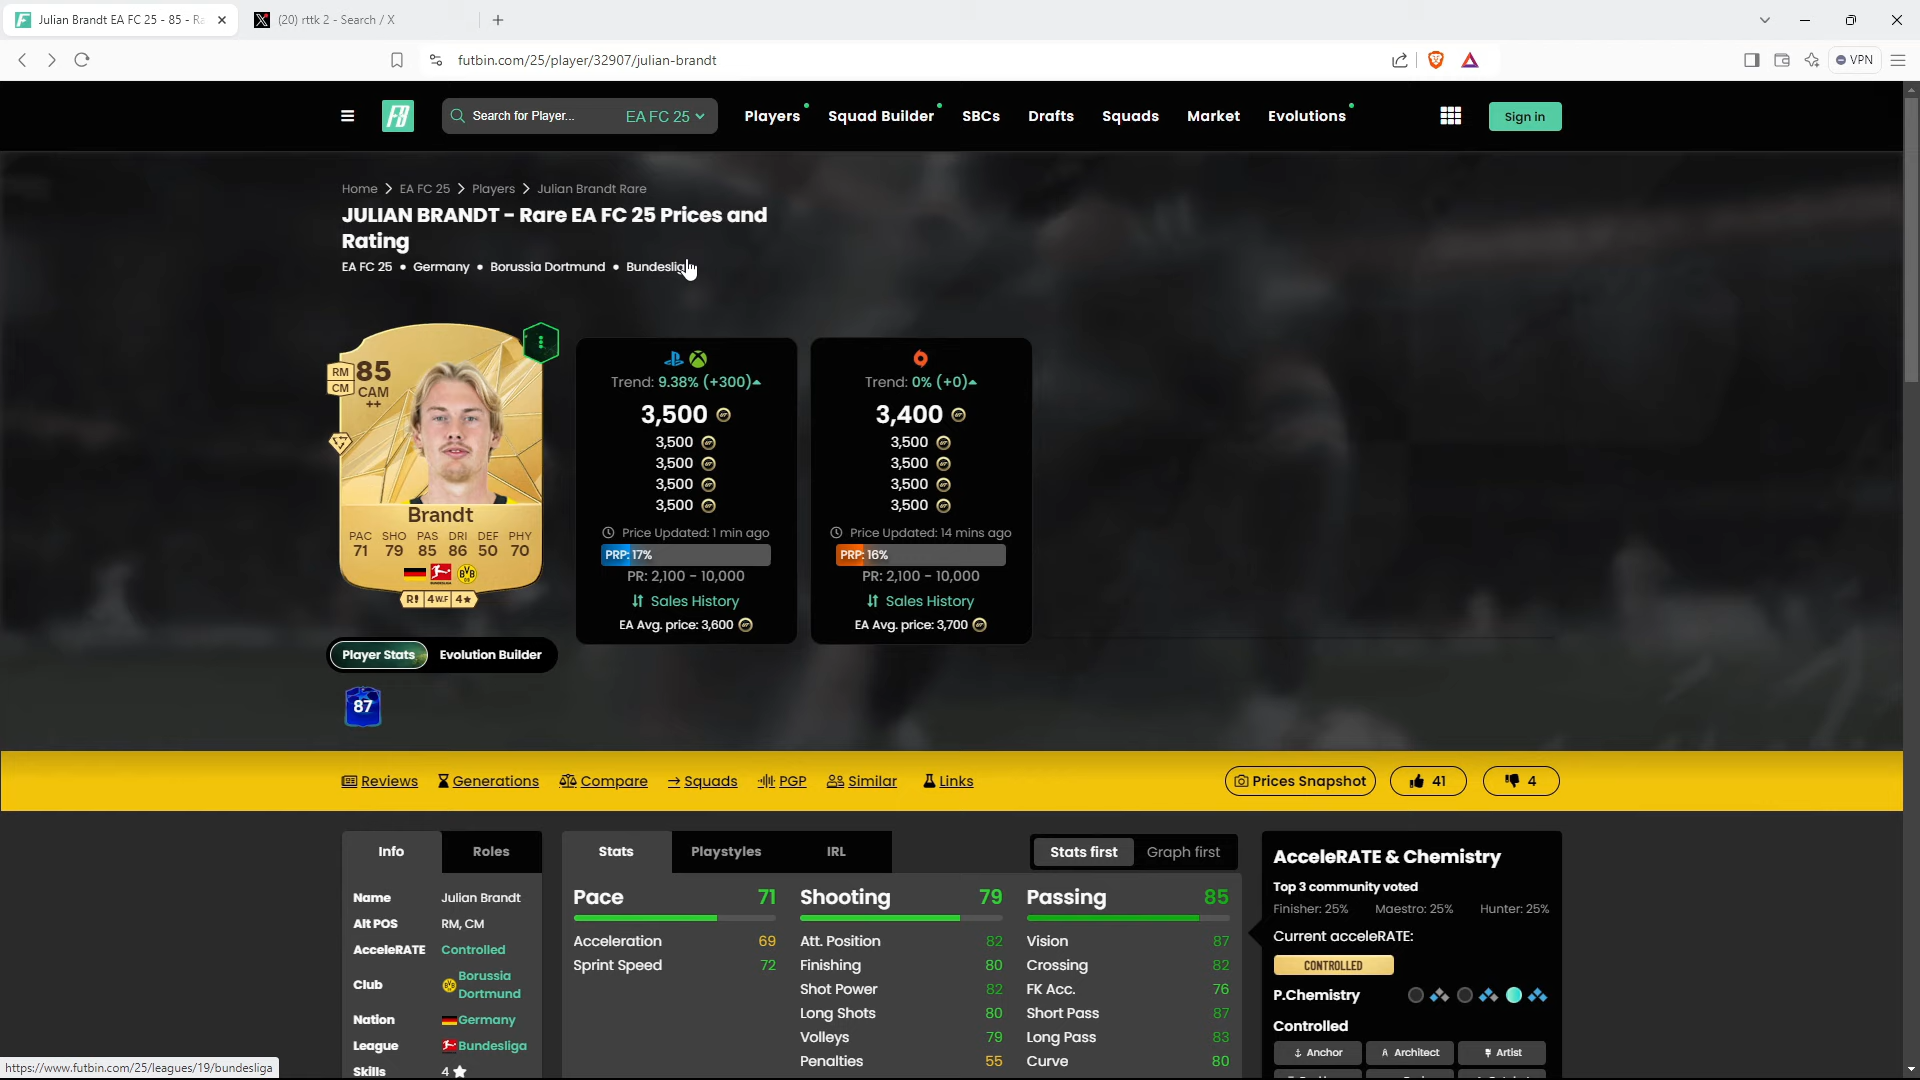 Julian Brandt EA FC 25 - 85 - Ra
(20) rttk 2 - Search / X
futbin.com/25/player/32907/julian-brandt
VPN
Search for Player...
EA FC 25
Players
Squad Builder
SBCs
Drafts
Squads
Market
Evolutions
Sign in
Home > EA FC 25 > Players > Julian Brandt Rare
JULIAN BRANDT - Rare EA FC 25 Prices and
Rating
EA FC 25 • Germany • Borussia Dortmund • Bundeslig
RM
CM
85
CAM
++
Brandt
PAC SHO PAS DRI DEF PHY
71 79 85 86 50 70
R! 4 W.F 4★
Trend: 9.38% (+300)
3,500
3,500
3,500
3,500
3,500
Price Updated: 1 min ago
PRP: 17%
PR: 2,100 - 10,000
Sales History
EA Avg. price: 3,600
Trend: 0% (+0)
3,400
3,500
3,500
3,500
3,500
Price Updated: 14 mins ago
PRP: 16%
PR: 2,100 - 10,000
Sales History
EA Avg. price: 3,700
Player Stats
Evolution Builder
87
Reviews
Generations
Compare
Squads
PGP
Similar
Links
Prices Snapshot
41
4
Info
Roles
Name Julian Brandt
Alt POS RM, CM
AcceleRATE Controlled
Club Borussia
Dortmund
Nation Germany
League Bundesliga
Skills 4★
Stats
Playstyles
IRL
Stats first
Graph first
Pace 71
Acceleration 69
Sprint Speed 72
Shooting 79
Att. Position 82
Finishing 80
Shot Power 82
Long Shots 80
Volleys 79
Penalties 55
Passing 85
Vision 87
Crossing 82
FK Acc. 76
Short Pass 87
Long Pass 83
Curve 80
AcceleRATE & Chemistry
Top 3 community voted
Finisher: 25% Maestro: 25% Hunter: 25%
Current acceleRATE:
CONTROLLED
P.Chemistry
Controlled
Anchor
Architect
Artist
https://www.futbin.com/25/leagues/19/bundesliga